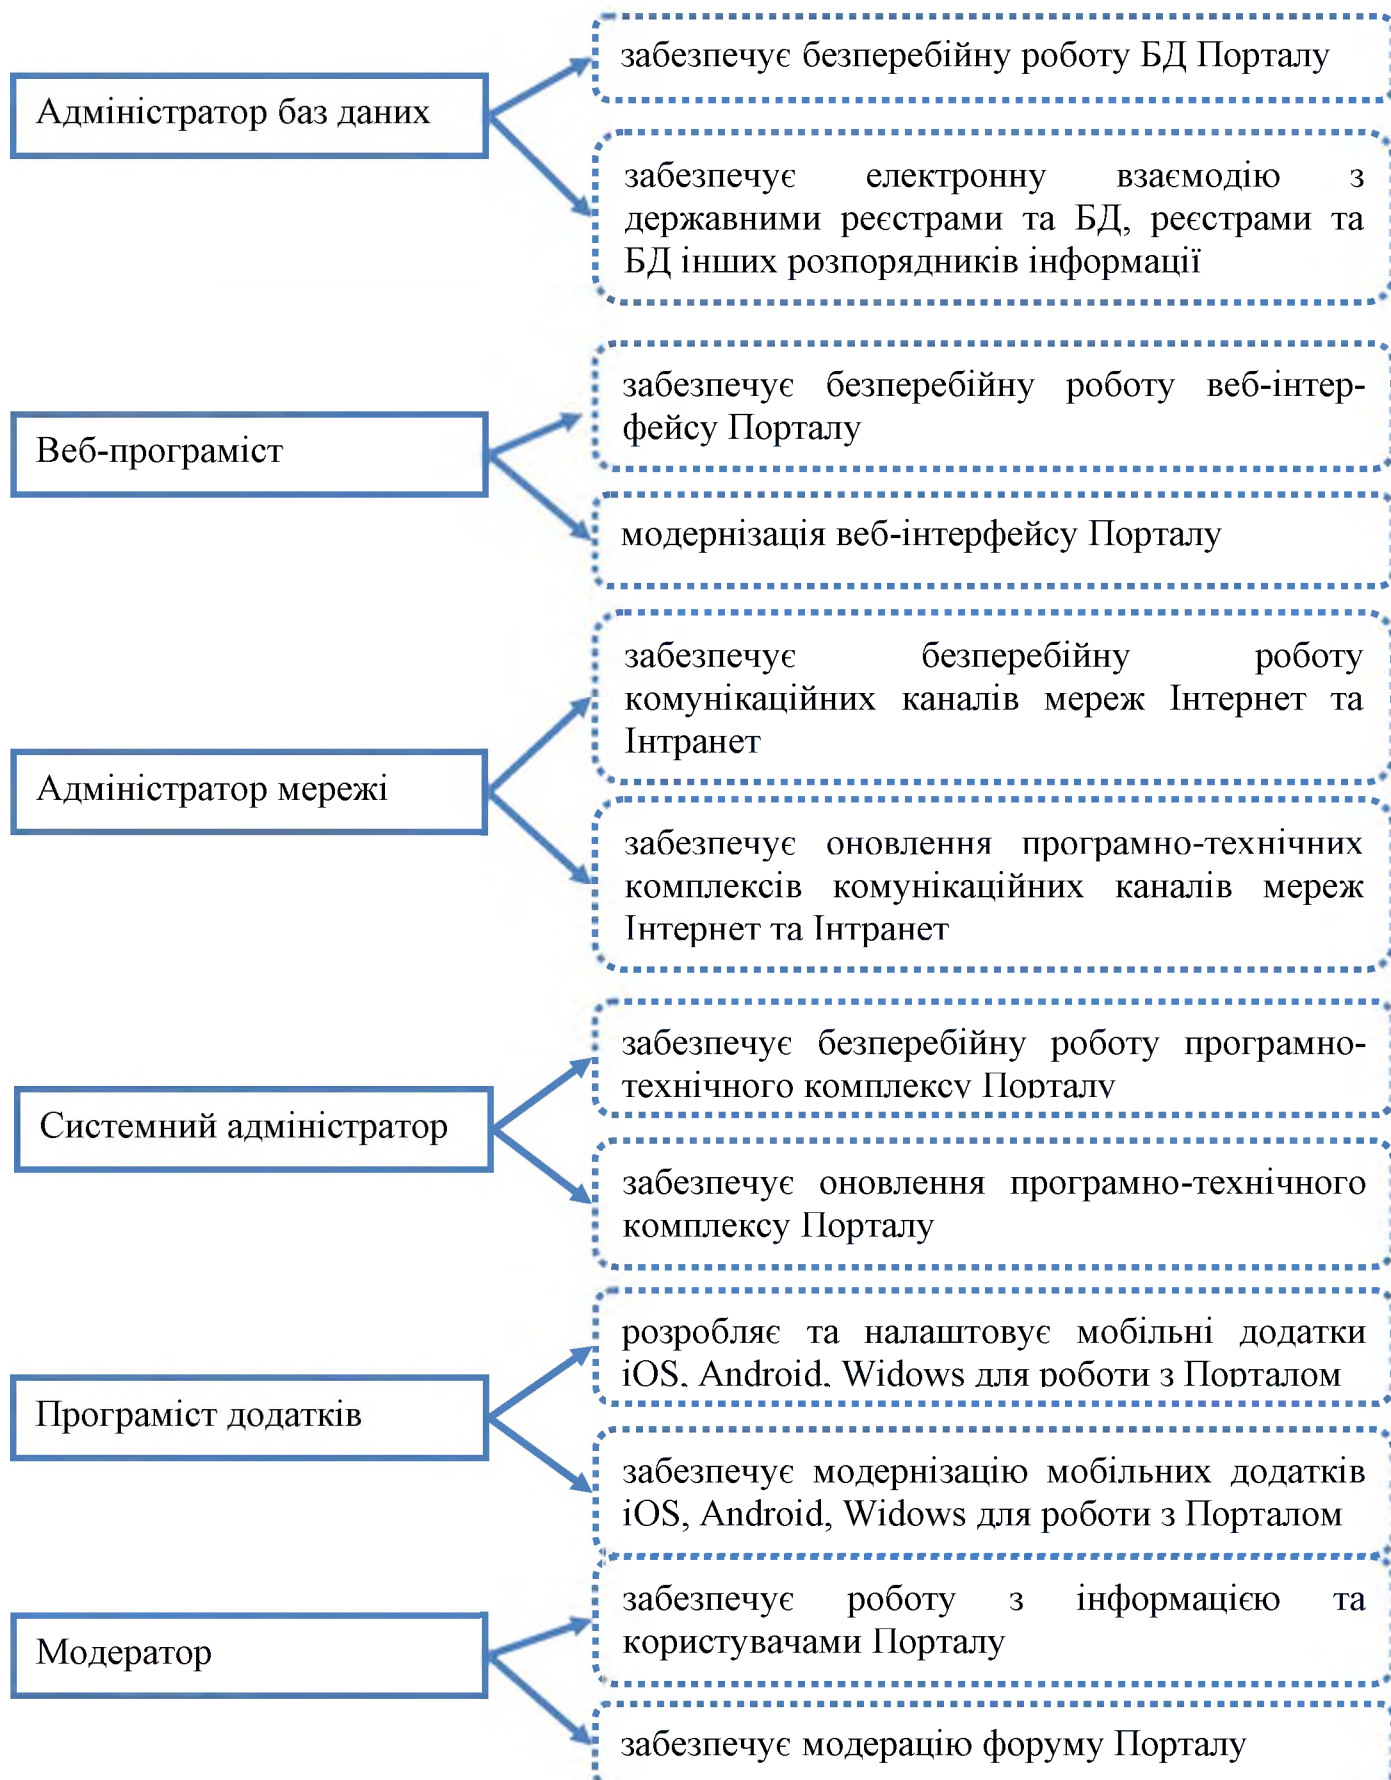 забезпечує безперебійну роботу БД Порталу
Адміністратор баз даних
забезпечує електронну взаємодію з
державними реєстрами та БД, реєстрами та
БД інших розпорядників інформації
забезпечує безперебійну роботу веб-інтер-
фейсу Порталу
Веб-програміст
модернізація веб-інтерфейсу Порталу
забезпечує безперебійну роботу
комунікаційних каналів мереж Інтернет та
Інтранет
Адміністратор мережі
забезпечує оновлення програмно-технічних
комплексів комунікаційних каналів мереж
Інтернет та Інтранет
забезпечує безперебійну роботу програмно-
технічного комплексу Порталу
Системний адміністратор
забезпечує оновлення програмно-технічного
комплексу Порталу
розробляє та налаштовує мобільні додатки
iOS, Android, Widows для роботи з Порталом
Програміст додатків
забезпечує модернізацію мобільних додатків
iOS, Android, Widows для роботи з Порталом
забезпечує роботу з інформацією та
користувачами Порталу
Модератор
забезпечує модерацію форуму Порталу